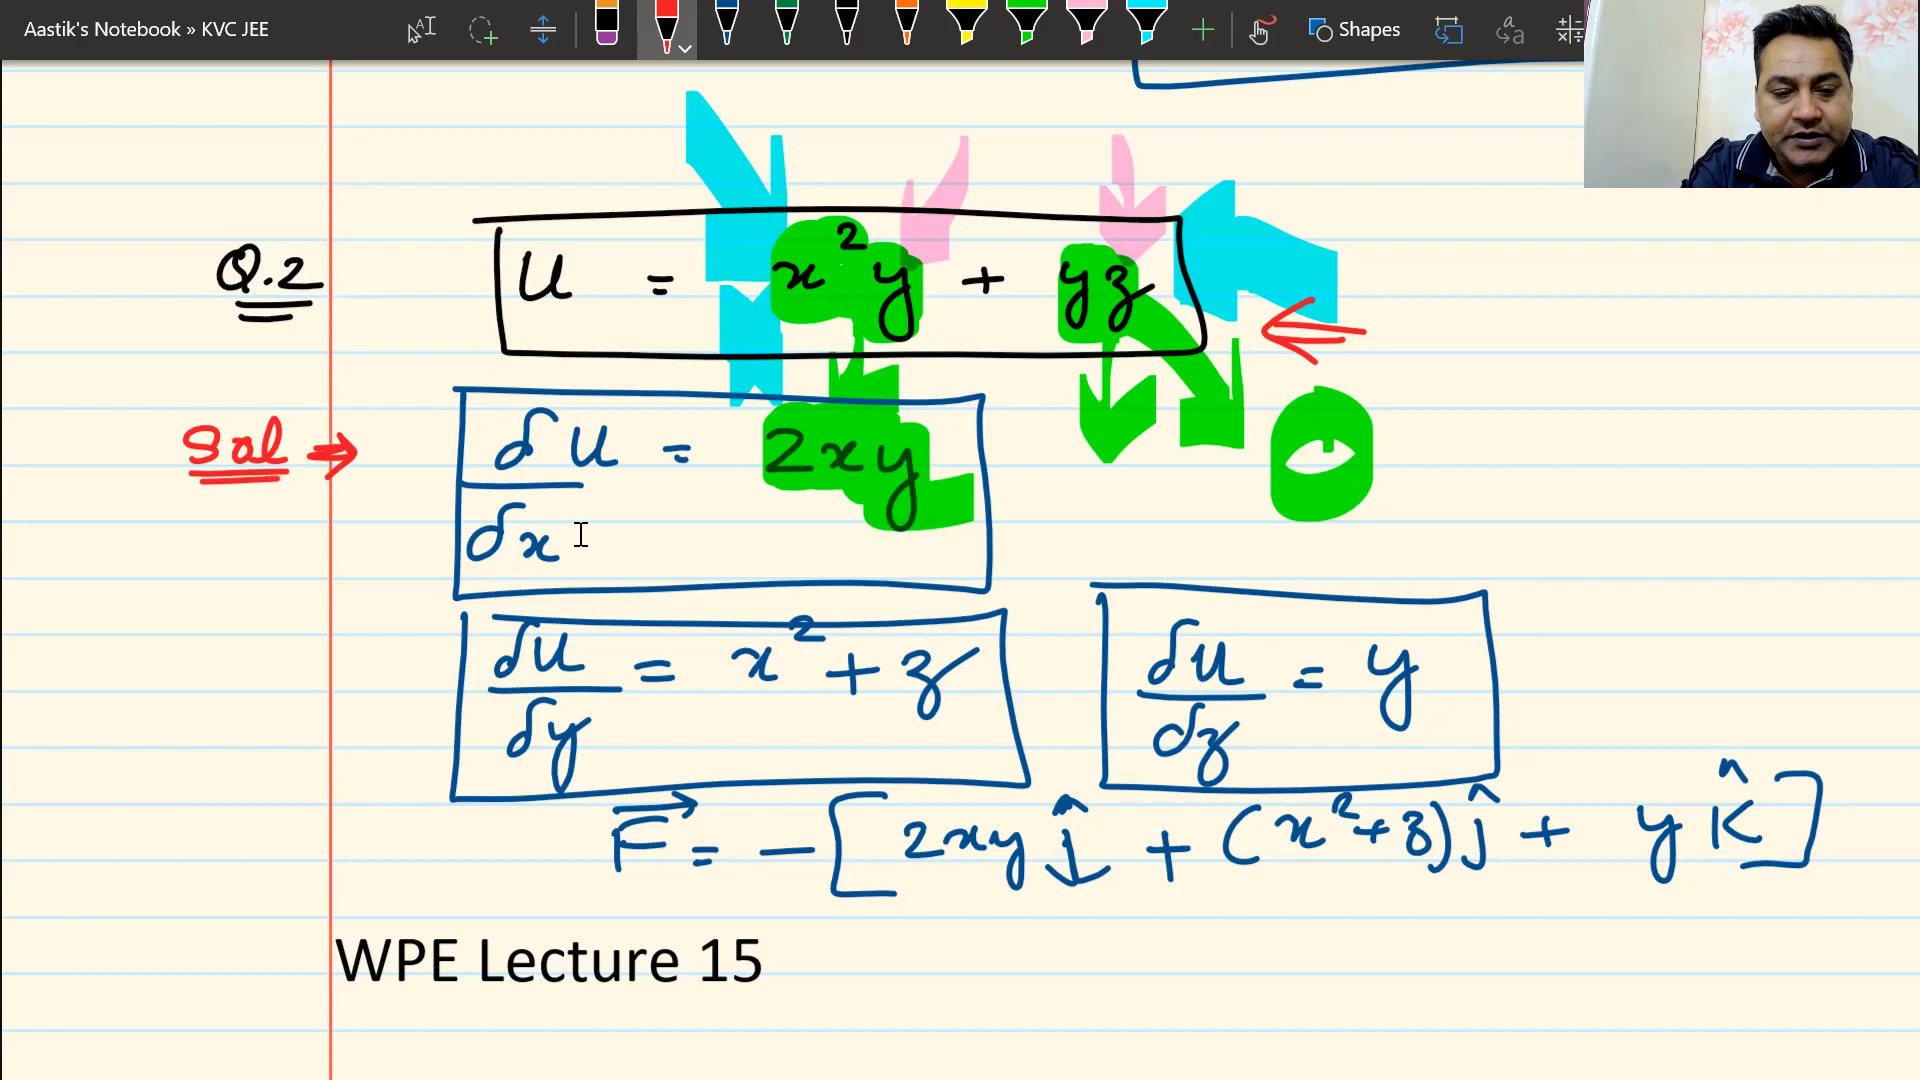 Aastik's Notebook » KVC JEE
Shapes
Q.2 U = x²y + yz
Sol → δU/δx = 2xy
0
δU/δy = x² + z
δU/δz = y
F⃗ = - [2xy î + (x²+z) ĵ + y K̂]
WPE Lecture 15